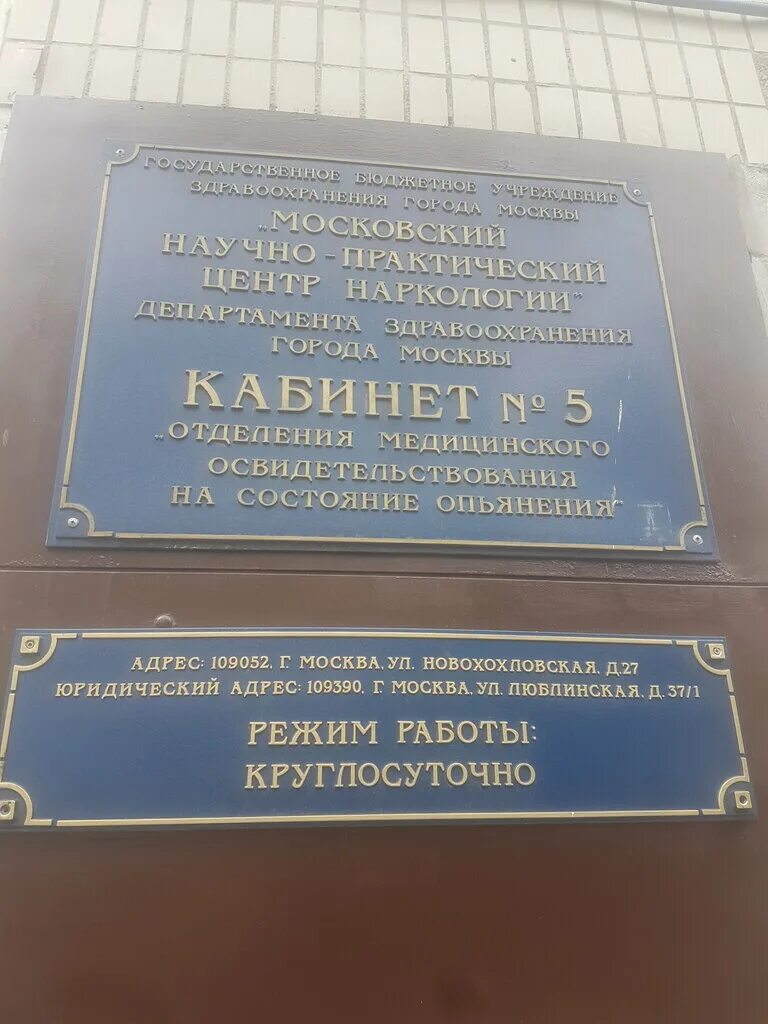 ГОСУДАРСТВЕННОЕ БЮДЖЕТНОЕ УЧРЕЖДЕНИЕ
ЗДРАВООХРАНЕНИЯ ГОРОДА МОСКВЫ
„МОСКОВСКИЙ
НАУЧНО - ПРАКТИЧЕСКИЙ
ЦЕНТР НАРКОЛОГИИ”
ДЕПАРТАМЕНТА ЗДРАВООХРАНЕНИЯ
ГОРОДА МОСКВЫ
КАБИНЕТ № 5
„ОТДЕЛЕНИЯ МЕДИЦИНСКОГО
ОСВИДЕТЕЛЬСТВОВАНИЯ
НА СОСТОЯНИЕ ОПЬЯНЕНИЯ”
АДРЕС: 109052, Г. МОСКВА, УЛ. НОВОХОХЛОВСКАЯ, Д.27
ЮРИДИЧЕСКИЙ АДРЕС: 109390, Г. МОСКВА, УЛ. ЛЮБЛИНСКАЯ, Д. 37/1
РЕЖИМ РАБОТЫ:
КРУГЛОСУТОЧНО